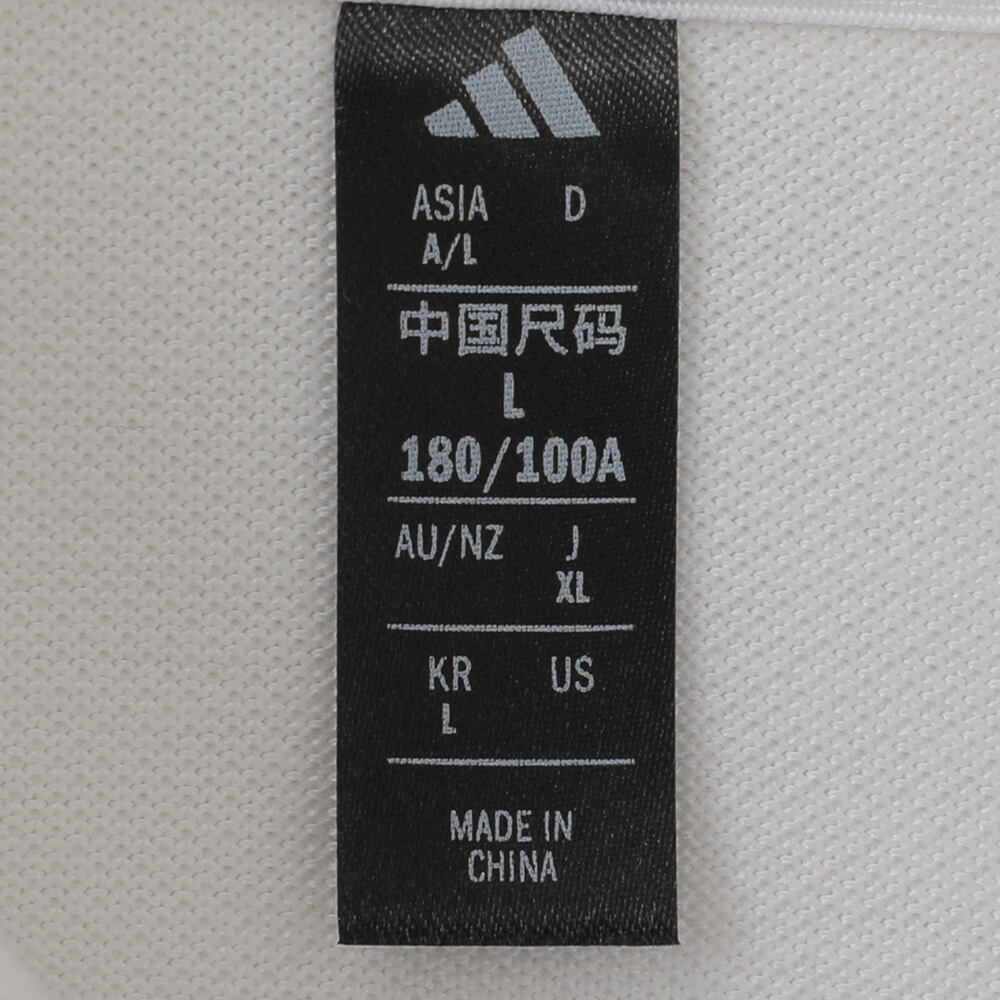 ASIA D
A/L
中国尺码
L
180/100A
AU/NZ J
XL
KR US
L
MADE IN
CHINA